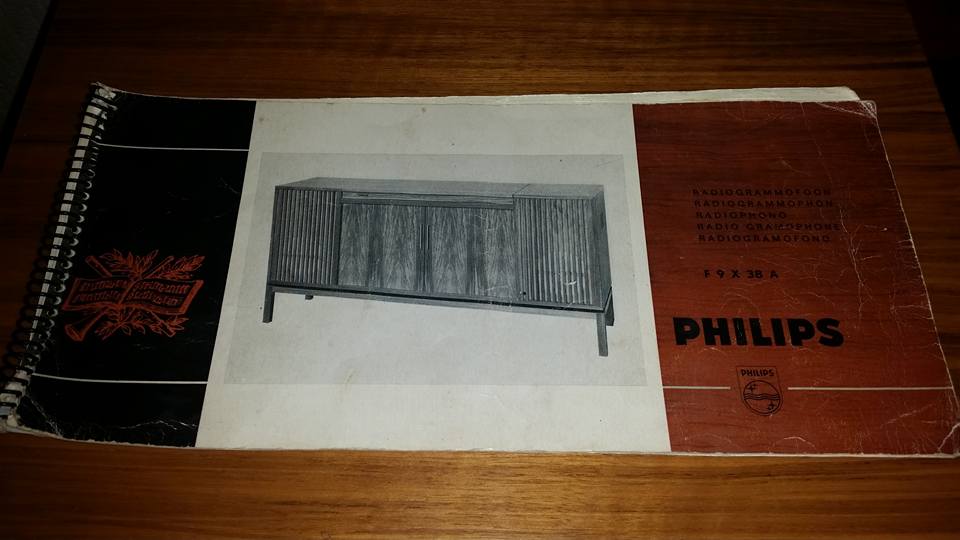 RADIOGRAMMOFOON
RADIOGRAMMOPHON
RADIOPHONO
RADIO GRAMOPHONE
RADIOGRAMOFONO
F 9 X 38 A
PHILIPS
PHILIPS